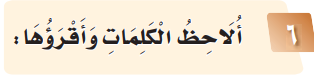 ٦ أُلَاحِظُ الْكَلِمَاتِ وَأَقْرَؤُهَا :